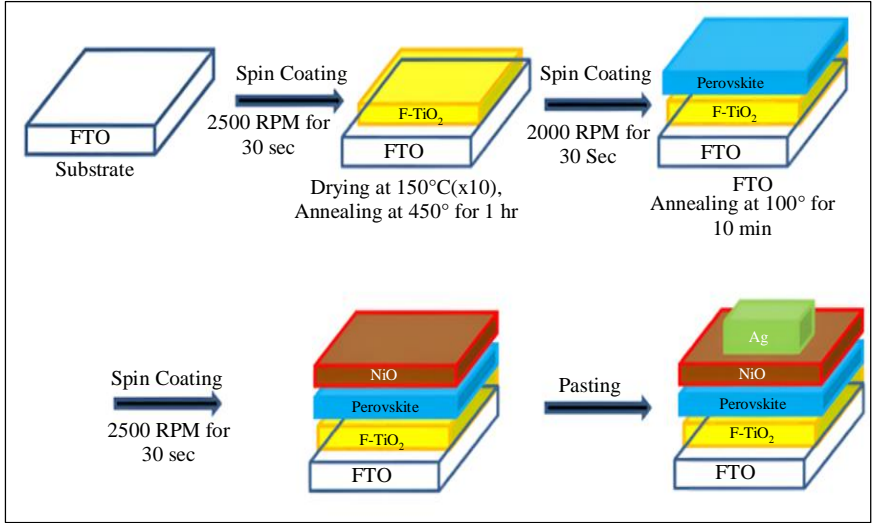 FTO
Substrate
Spin Coating
2500 RPM for
30 sec
F-TiO₂
FTO
Drying at 150°C(x10),
Annealing at 450° for 1 hr
Spin Coating
2000 RPM for
30 Sec
Perovskite
F-TiO₂
FTO
FTO
Annealing at 100° for
10 min
Spin Coating
2500 RPM for
30 sec
NiO
Perovskite
F-TiO₂
FTO
Pasting
Ag
NiO
Perovskite
F-TiO₂
FTO